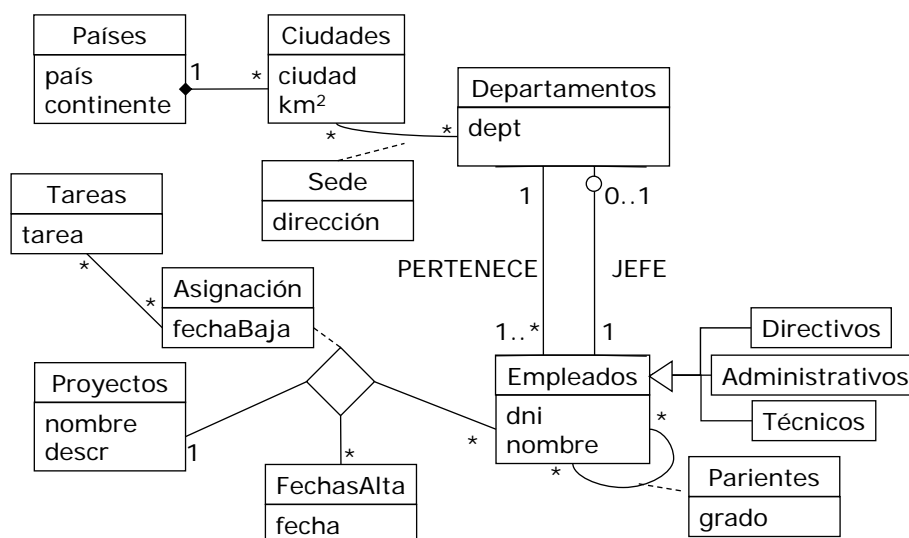 Países
país
continente
1
*
Ciudades
ciudad
km²
*
*
Departamentos
dept
Sede
dirección
1
0..1
PERTENECE
JEFE
1..*
1
Tareas
tarea
*
*
Asignación
fechaBaja
Proyectos
nombre
descr
1
*
*
FechasAlta
fecha
Empleados
dni
nombre
*
*
Directivos
Administrativos
Técnicos
Parientes
grado